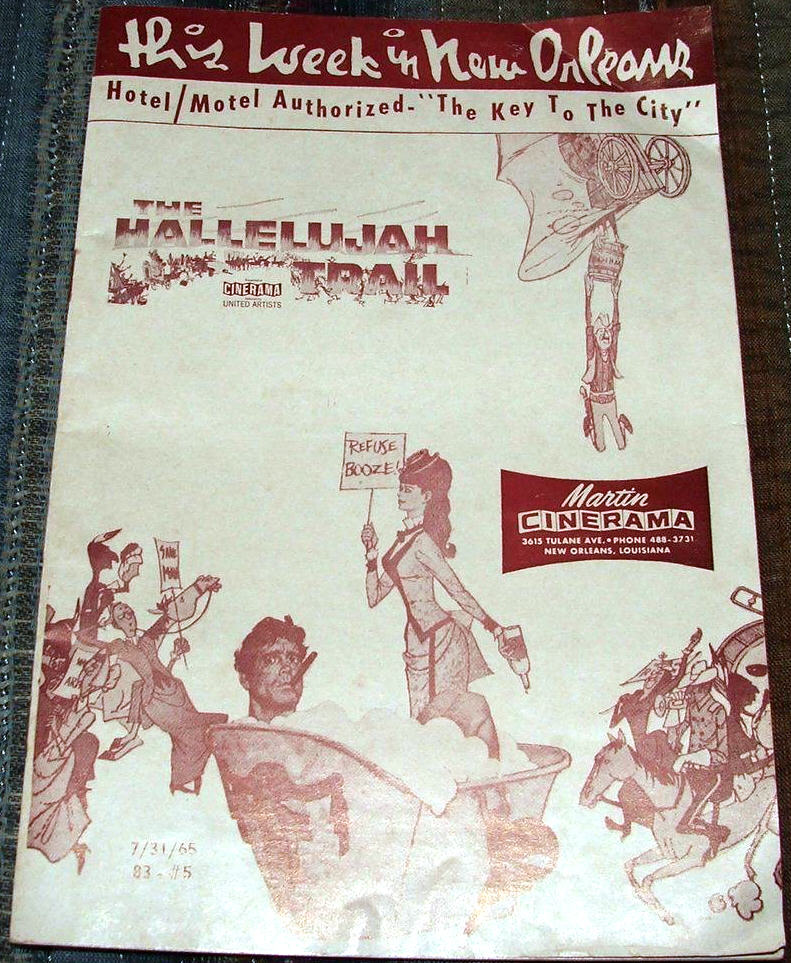 this Week in New Orleans
Hotel/Motel Authorized-"The Key To The City"
THE
HALLELUJAH
TRAIL
CINERAMA
UNITED ARTISTS
REFUSE
BOOZE!
Martin
CINERAMA
3615 TULANE AVE. • PHONE 488-3731
NEW ORLEANS, LOUISIANA
7/31/65
83 - #5